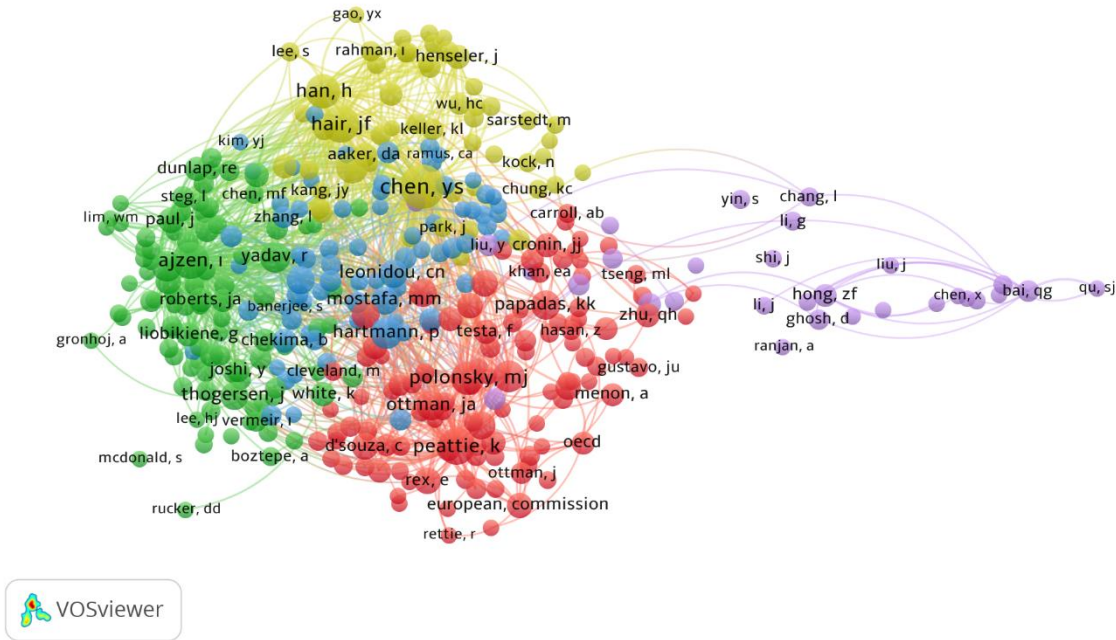 gao, yx
lee, s
rahman, ı
henseler, j
han, h
wu, hc
hair, jf
keller, kl
sarstedt, m
kim, yj
aaker, da
ramus, ca
kock, n
dunlap, re
chen, ys
chung, kc
steg, l
chen, mf
kang, jy
lim, wm
paul, j
zhang, l
carroll, ab
yin, s
chang, l
park, j
li, g
liu, y
cronin, jj
ajzen, ı
yadav, r
shi, j
liu, j
leonidou, cn
khan, ea
tseng, ml
roberts, ja
banerjee, s
mostafa, mm
papadas, kk
hong, zf
chen, x
bai, qg
qu, sj
li, j
gronhoj, a
liobikiene, g
chekima, b
hartmann, p
testa, f
hasan, z
zhu, qh
ghosh, d
ranjan, a
joshi, y
cleveland, m
gustavo, ju
polonsky, mj
thogersen, j
white, k
menon, a
ottman, ja
lee, hj
vermeir, ı
mcdonald, s
boztepe, a
d'souza, c
peattie, k
oecd
rex, e
ottman, j
rucker, dd
european, commission
rettie, r
VOSviewer